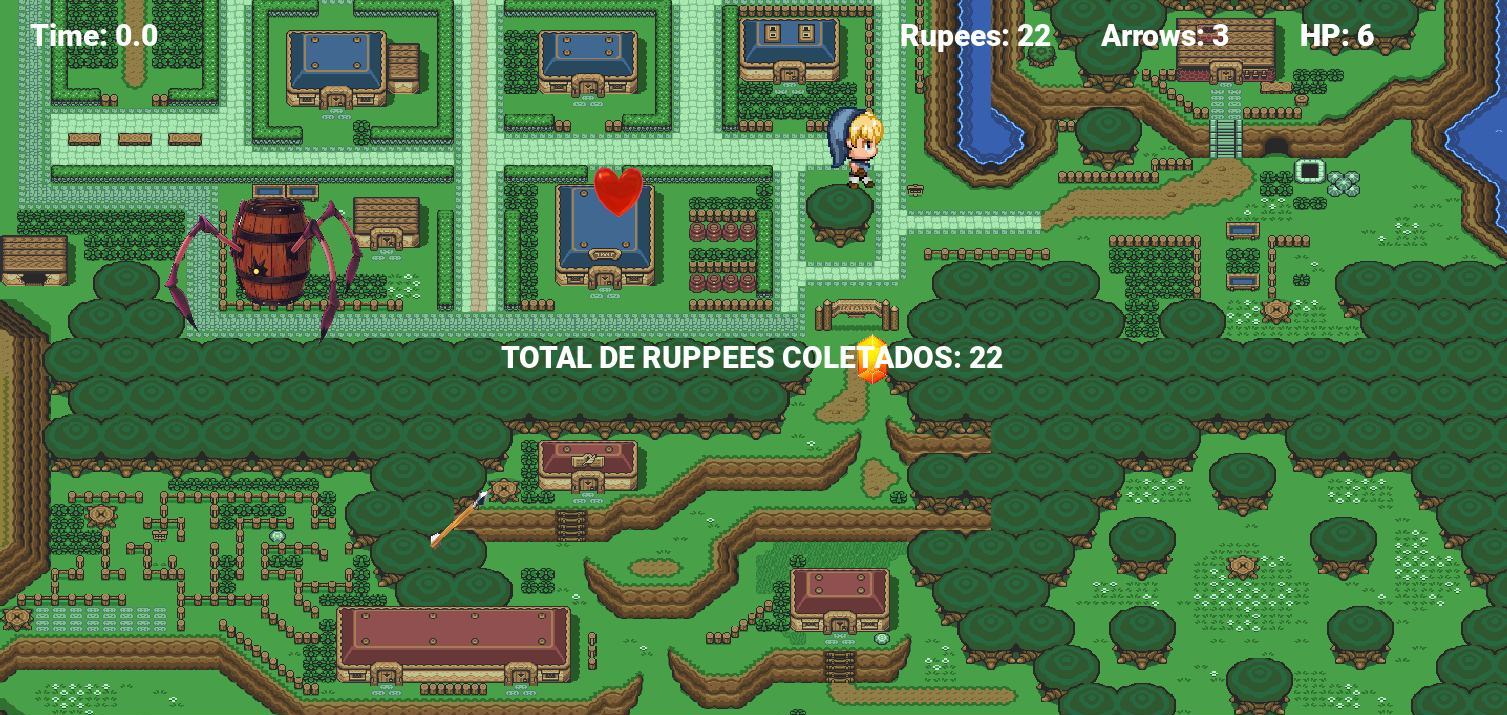 Time: 0.0
Rupees: 22
Arrows: 3
HP: 6
TOTAL DE RUPPEES COLETADOS: 22